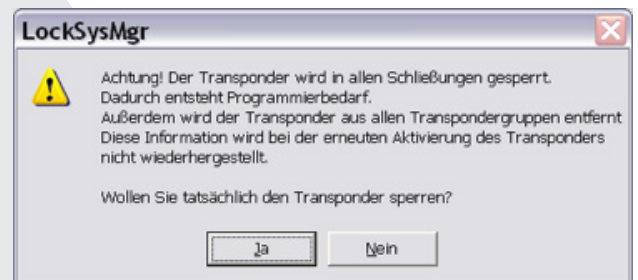 LockSysMgr
Achtung! Der Transponder wird in allen Schließungen gesperrt.
Dadurch entsteht Programmierbedarf.
Außerdem wird der Transponder aus allen Transpondergruppen entfernt
Diese Information wird bei der erneuten Aktivierung des Transponders
nicht wiederhergestellt.
Wollen Sie tatsächlich den Transponder sperren?
Ja Nein